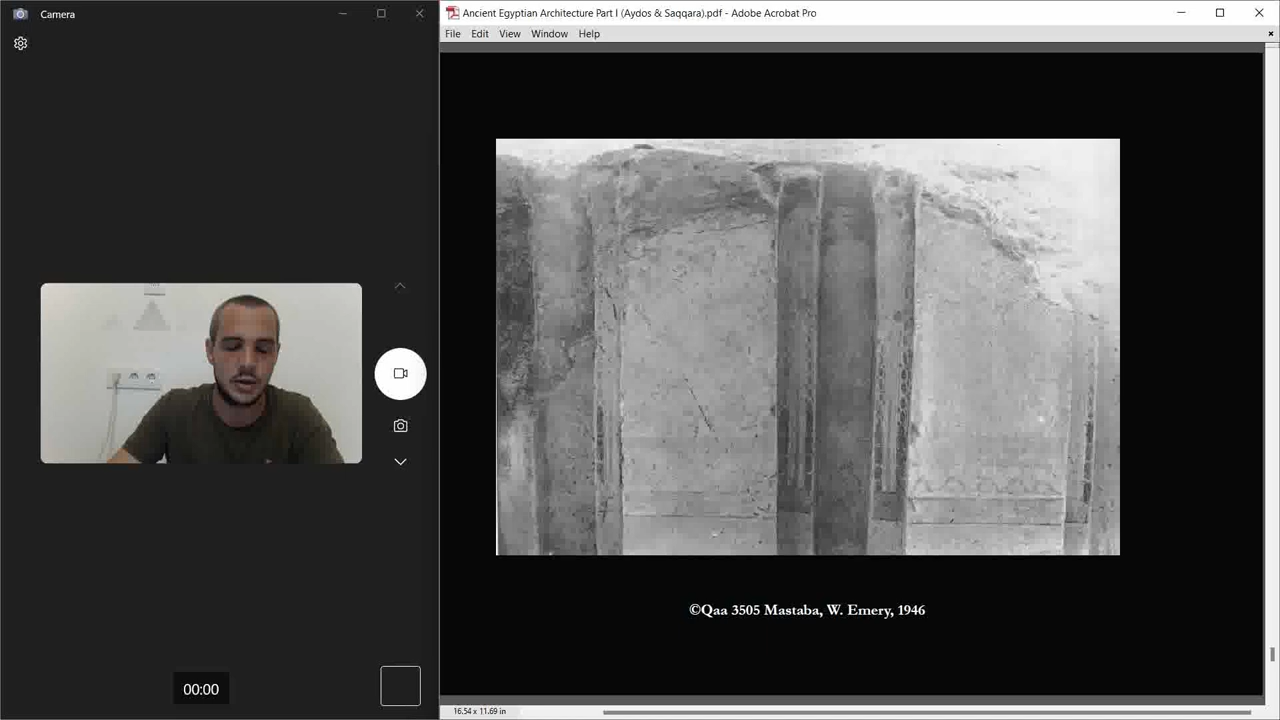 Camera
Ancient Egyptian Architecture Part I (Aydos & Saqqara).pdf - Adobe Acrobat Pro
File Edit View Window Help
©Qaa 3505 Mastaba, W. Emery, 1946
00:00
16.54 x 11.69 in